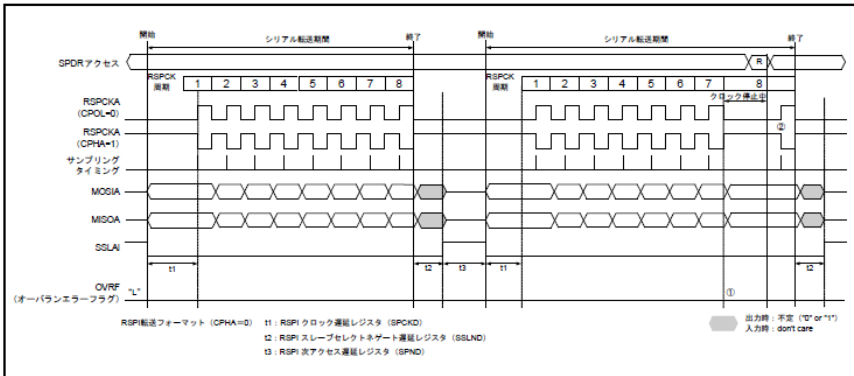 開始 シリアル転送期間 終了 開始 シリアル転送期間 終了
SPDRアクセス R
RSPCK 周期 1 2 3 4 5 6 7 8 RSPCK 周期 1 2 3 4 5 6 7 8
クロック停止中
RSPCKA
(CPOL=0)
②
RSPCKA
(CPHA=1)
サンプリング
タイミング
MOSIA
MISOA
SSLAi
t1 t2 t3 t1 t2
OVRF
(オーバランエラーフラグ) "L" ①
RSPI転送フォーマット (CPHA=0) t1:RSPI クロック遅延レジスタ (SPCKD)
t2:RSPI スレーブセレクトネゲート遅延レジスタ (SSLND)
t3:RSPI 次アクセス遅延レジスタ (SPND)
出力時:不定 ("0" or "1")
入力時:don't care